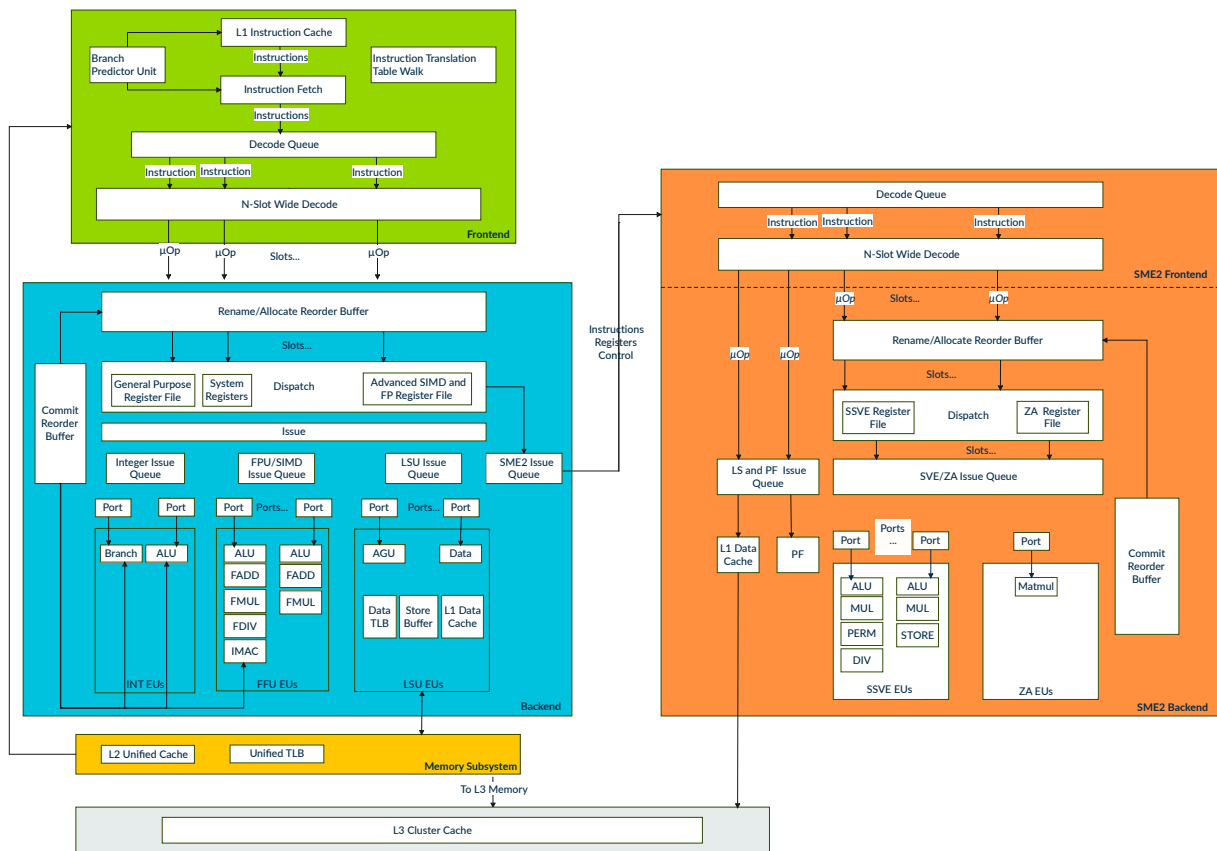 L1 Instruction Cache
Instructions
Branch
Predictor Unit
Instruction Translation
Table Walk
Instruction Fetch
Instructions
Decode Queue
Instruction
Instruction
Instruction
N-Slot Wide Decode
Frontend
µOp
µOp
Slots...
µOp
Rename/Allocate Reorder Buffer
Slots...
General Purpose
Register File
System
Registers
Dispatch
Advanced SIMD and
FP Register File
Commit
Reorder
Buffer
Issue
Integer Issue
Queue
FPU/SIMD
Issue Queue
LSU Issue
Queue
SME2 Issue
Queue
Port
Port
Port
Ports...
Port
Port
Ports...
Port
Branch
ALU
ALU
FADD
FMUL
FDIV
IMAC
ALU
FADD
FMUL
AGU
Data
Data
TLB
Store
Buffer
L1 Data
Cache
INT EUs
FFU EUs
LSU EUs
Backend
L2 Unified Cache
Unified TLB
Memory Subsystem
To L3 Memory
L3 Cluster Cache
Instructions
Registers
Control
Decode Queue
Instruction
Instruction
Instruction
N-Slot Wide Decode
SME2 Frontend
µOp
Slots...
µOp
Rename/Allocate Reorder Buffer
µOp
µOp
Slots...
SSVE Register
File
Dispatch
ZA Register
File
Slots...
LS and PF Issue
Queue
SVE/ZA Issue Queue
L1 Data
Cache
PF
Port
Ports
...
Port
Port
ALU
MUL
PERM
DIV
ALU
MUL
STORE
Matmul
Commit
Reorder
Buffer
SSVE EUs
ZA EUs
SME2 Backend